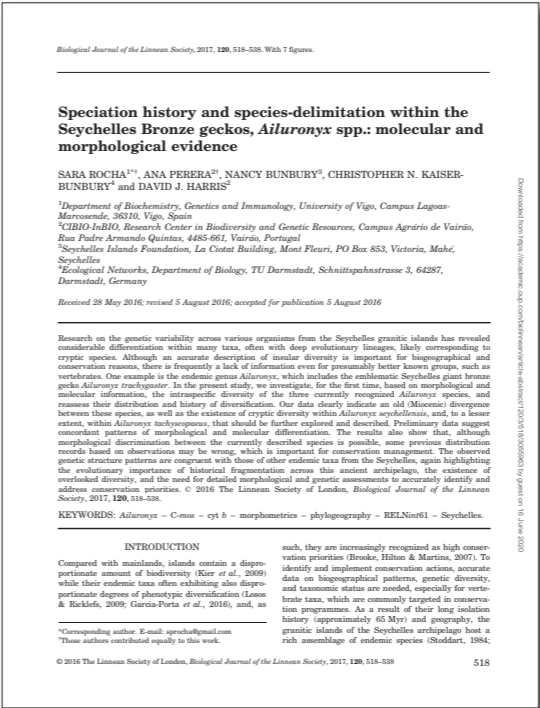 Biological Journal of the Linnean Society, 2017, 120, 518–538. With 7 figures.
Speciation history and species-delimitation within the
Seychelles Bronze geckos, Ailuronyx spp.: molecular and
morphological evidence
SARA ROCHA1*†, ANA PERERA2†, NANCY BUNBURY3, CHRISTOPHER N. KAISER-
BUNBURY4 and DAVID J. HARRIS2
1Department of Biochemistry, Genetics and Immunology, University of Vigo, Campus Lagoas-
Marcosende, 36310, Vigo, Spain
2CIBIO-InBIO, Research Center in Biodiversity and Genetic Resources, Campus Agrário de Vairão,
Rua Padre Armando Quintas, 4485-661, Vairão, Portugal
3Seychelles Islands Foundation, La Ciotat Building, Mont Fleuri, PO Box 853, Victoria, Mahé,
Seychelles
4Ecological Networks, Department of Biology, TU Darmstadt, Schnittspahnstrasse 3, 64287,
Darmstadt, Germany
Received 28 May 2016; revised 5 August 2016; accepted for publication 5 August 2016
Research on the genetic variability across various organisms from the Seychelles granitic islands has revealed
considerable differentiation within many taxa, often with deep evolutionary lineages, likely corresponding to
cryptic species. Although an accurate description of insular diversity is important for biogeographical and
conservation reasons, there is frequently a lack of information even for presumably better known groups, such as
vertebrates. One example is the endemic genus Ailuronyx, which includes the emblematic Seychelles giant bronze
gecko Ailuronyx trachygaster. In the present study, we investigate, for the first time, based on morphological and
molecular information, the intraspecific diversity of the three currently recognized Ailuronyx species, and
reassess their distribution and history of diversification. Our data clearly indicate an old (Miocenic) divergence
between these species, as well as the existence of cryptic diversity within Ailuronyx seychellensis, and, to a lesser
extent, within Ailuronyx tachyscopaeus, that should be further explored and described. Preliminary data suggest
concordant patterns of morphological and molecular differentiation. The results also show that, although
morphological discrimination between the currently described species is possible, some previous distribution
records based on observations may be wrong, which is important for conservation management. The observed
genetic structure patterns are congruent with those of other endemic taxa from the Seychelles, again highlighting
the evolutionary importance of historical fragmentation across this ancient archipelago, the existence of
overlooked diversity, and the need for detailed morphological and genetic assessments to accurately identify and
address conservation priorities. © 2016 The Linnean Society of London, Biological Journal of the Linnean
Society, 2017, 120, 518–538.
KEYWORDS: Ailuronyx – C-mos – cyt b – morphometrics – phylogeography – RELNint61 – Seychelles.
INTRODUCTION
Compared with mainlands, islands contain a dispro-
portionate amount of biodiversity (Kier et al., 2009)
while their endemic taxa often exhibiting also dispro-
portionate degrees of phenotypic diversification (Losos
& Ricklefs, 2009; Garcia-Porta et al., 2016), and, as
*Corresponding author. E-mail: sprocha@gmail.com
†These authors contributed equally to this work.
such, they are increasingly recognized as high conser-
vation priorities (Brooke, Hilton & Martins, 2007). To
identify and implement conservation actions, accurate
data on biogeographical patterns, genetic diversity,
and taxonomic status are needed, especially for verte-
brate taxa, which are commonly targeted in conserva-
tion programmes. As a result of their long isolation
history (approximately 65 Myr) and geography, the
granitic islands of the Seychelles archipelago host a
rich assemblage of endemic species (Stoddart, 1984;
© 2016 The Linnean Society of London, Biological Journal of the Linnean Society, 2017, 120, 518–538
518
Downloaded from https://academic.oup.com/biolinnean/article-abstract/120/3/518/3055963 by guest on 16 June 2020